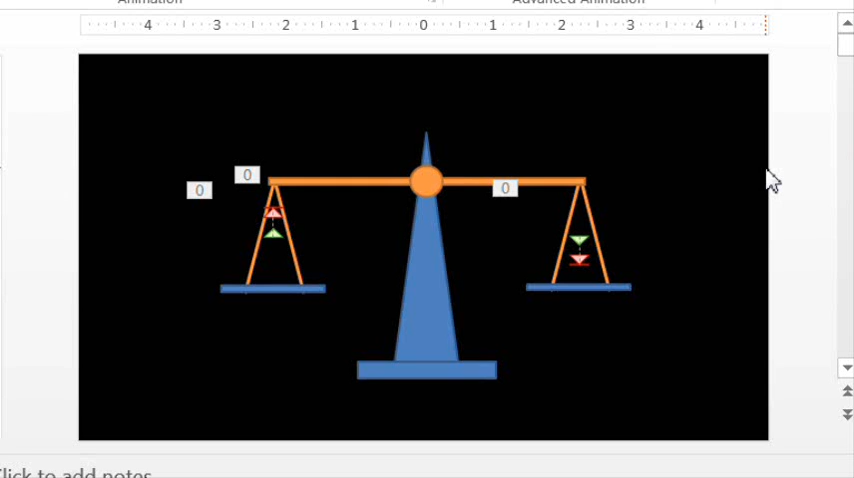 Animation Advanced Animation
4 3 2 1 0 1 2 3 4
0
0 0
Click to add notes